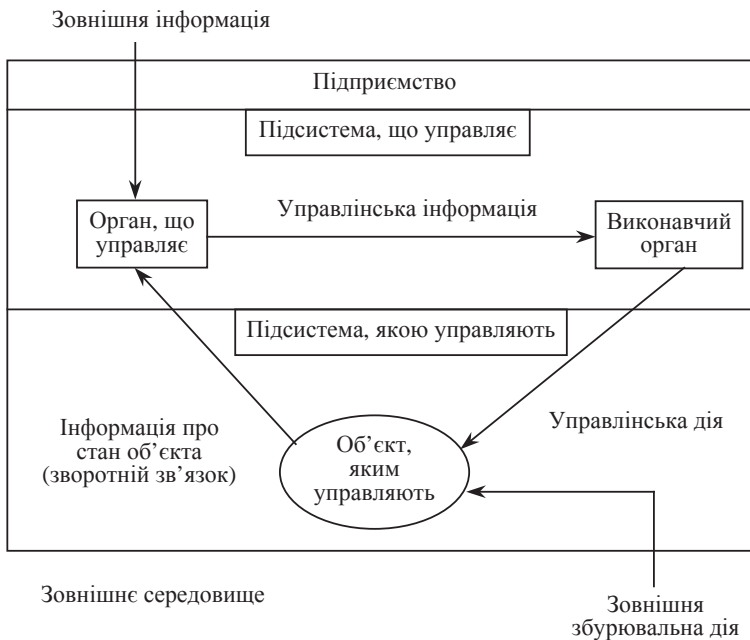 Зовнішня інформація
Підприємство
Підсистема, що управляє
Орган, що
управляє
Управлінська інформація
Виконавчий
орган
Підсистема, якою управляють
Інформація про
стан об’єкта
(зворотній зв’язок)
Об’єкт,
яким
управляють
Управлінська дія
Зовнішнє середовище
Зовнішня
збурювальна дія